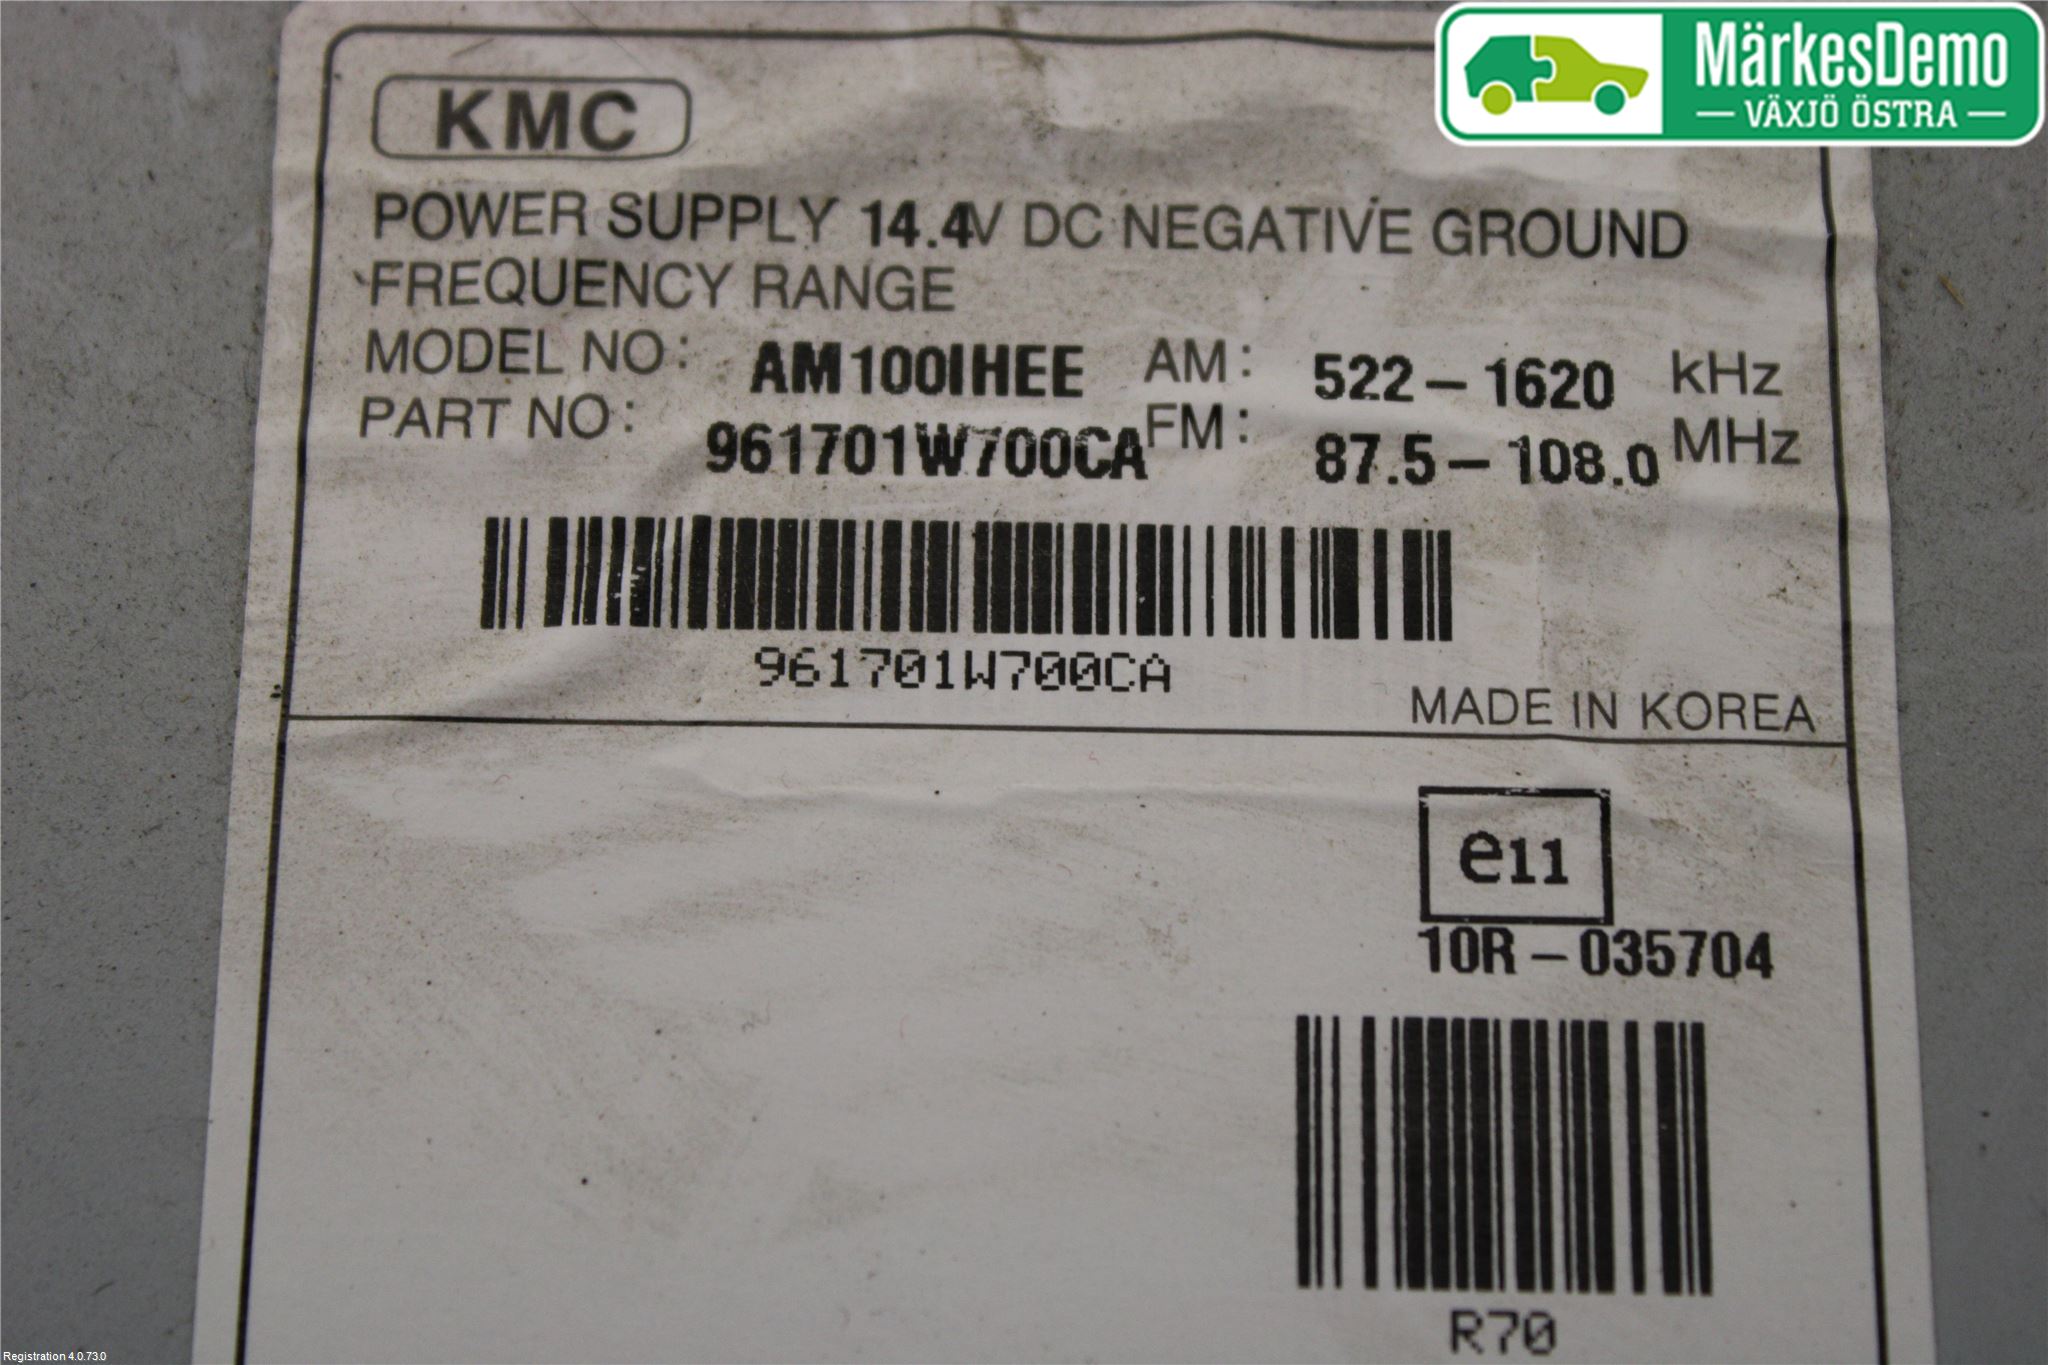 MärkesDemo
VÄXJÖ ÖSTRA
KMC
POWER SUPPLY 14.4V DC NEGATIVE GROUND
FREQUENCY RANGE
MODEL NO: AM100IHEE AM: 522-1620 kHz
PART NO: 961701W700CA FM: 87.5-108.0 MHz
961701W700CA
MADE IN KOREA
e11
10R-035704
R70
Registration 4.0.73.0